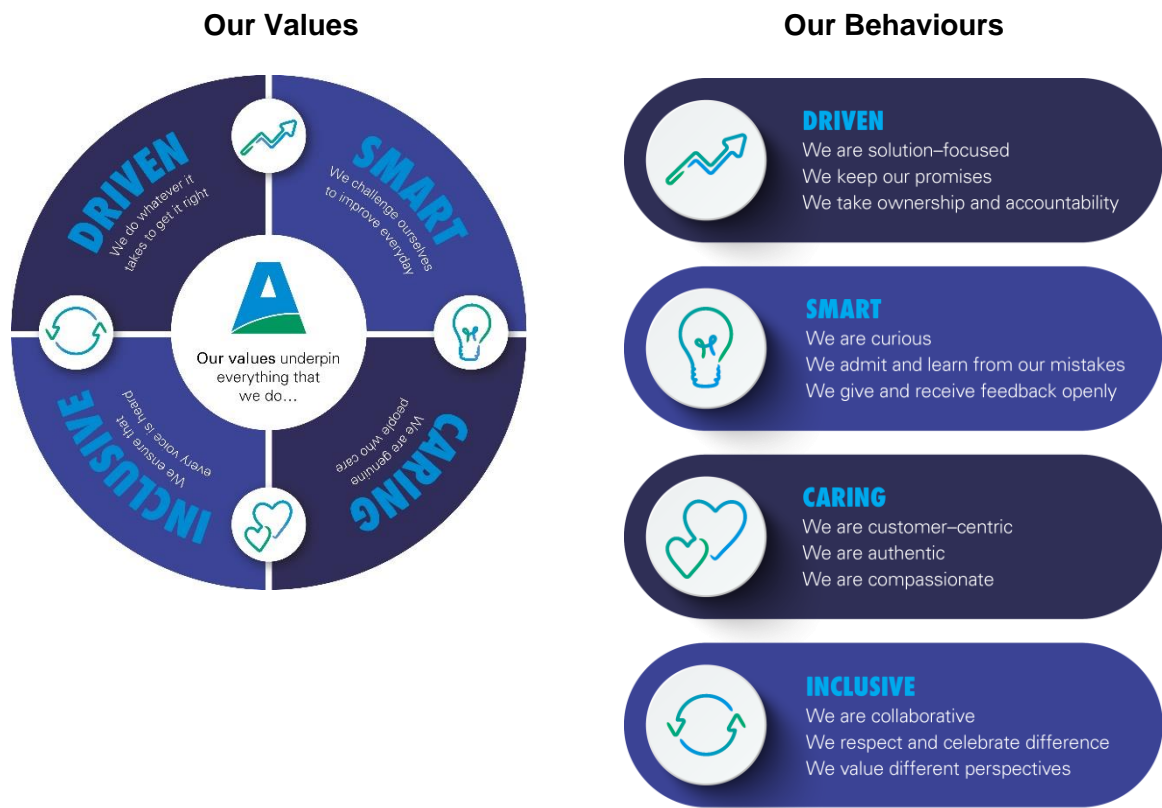 Our Values
DRIVEN
We do whatever it
takes to get it right
SMART
We challenge ourselves
to improve everyday
Our values underpin
everything that
we do...
INCLUSIVE
We ensure that
every voice is heard
CARING
We are genuine
people who care
Our Behaviours
DRIVEN
We are solution–focused
We keep our promises
We take ownership and accountability
SMART
We are curious
We admit and learn from our mistakes
We give and receive feedback openly
CARING
We are customer–centric
We are authentic
We are compassionate
INCLUSIVE
We are collaborative
We respect and celebrate difference
We value different perspectives